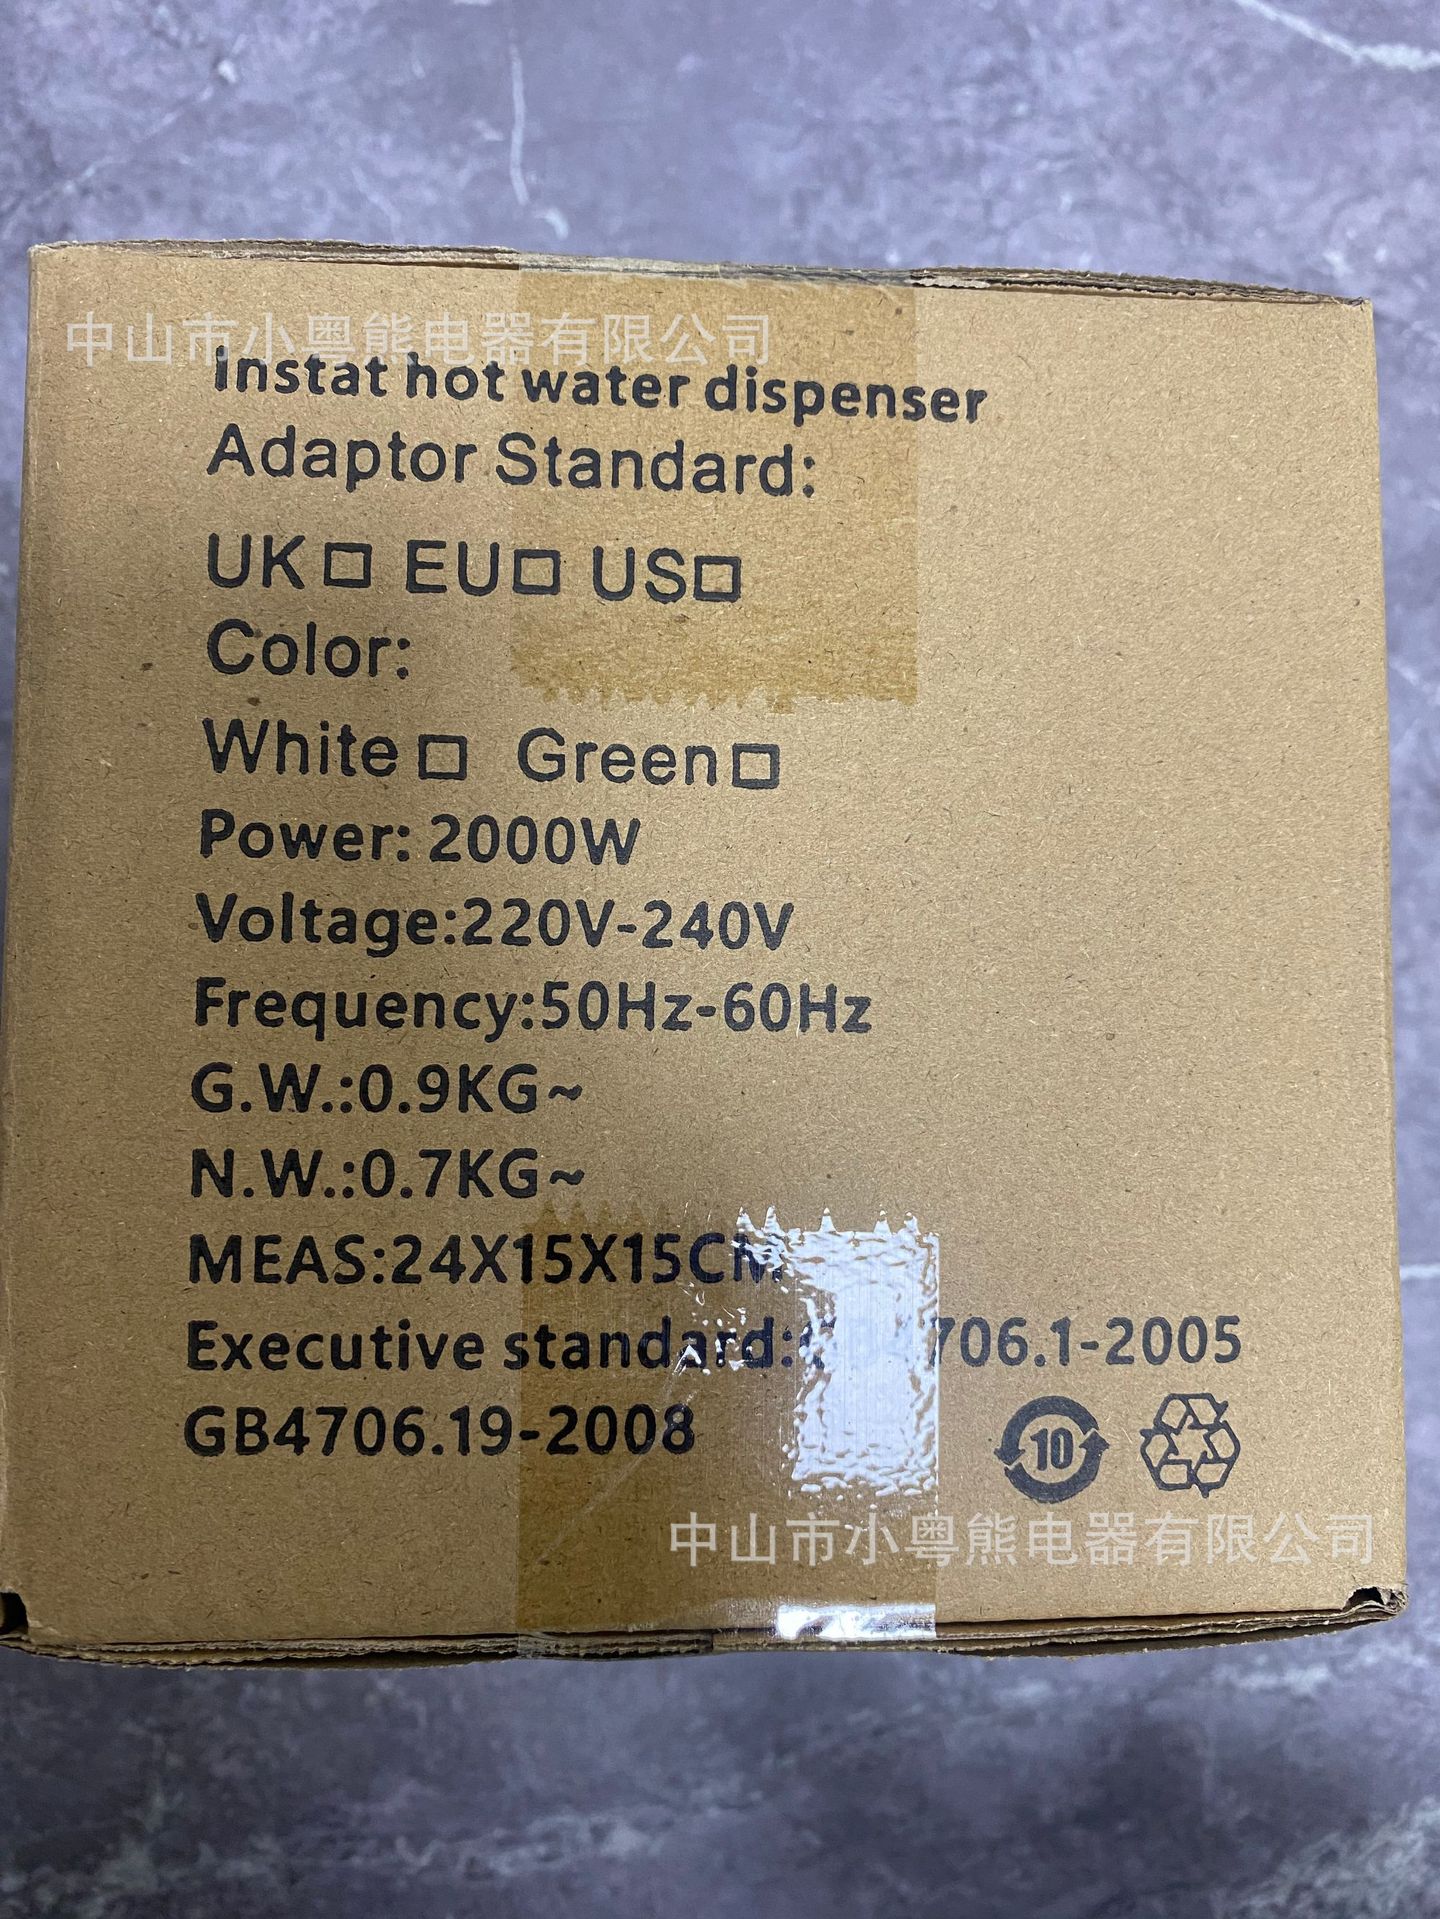 中山市小粤熊电器有限公司
Instat hot water dispenser
Adaptor Standard:
UK□ EU□ US□
Color:
White□ Green□
Power: 2000W
Voltage:220V-240V
Frequency:50Hz-60Hz
G.W.:0.9KG~
N.W.:0.7KG~
MEAS:24X15X15CM
Executive standard: 706.1-2005
GB4706.19-2008
10
中山市小粤熊电器有限公司